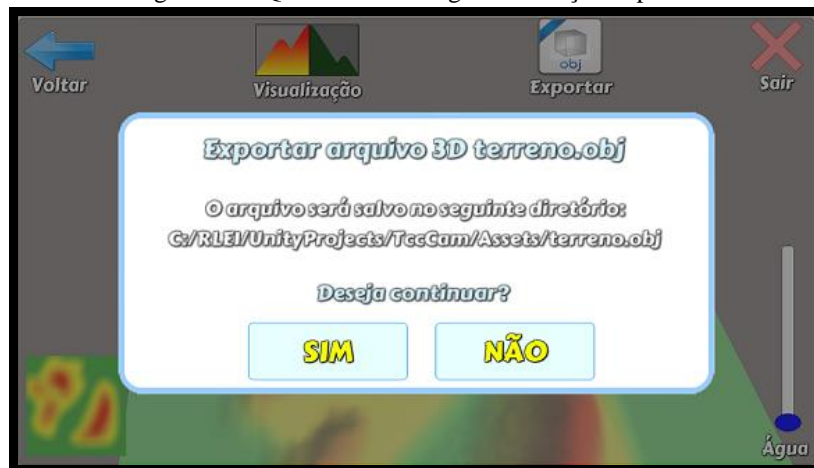 Voltar
Visualização
obj
Exportar
Sair
Exportar arquivo 3D terreno.obj
O arquivo será salvo no seguinte diretório:
C:/RLEI/UnityProjects/TccCam/Assets/terreno.obj
Deseja continuar?
SIM
NÃO
Água